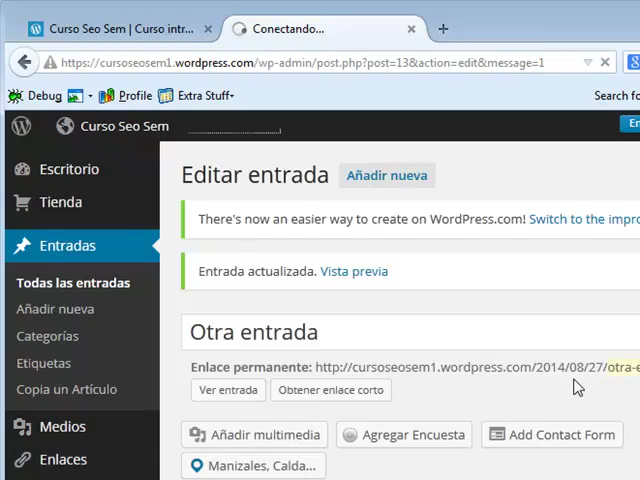 Curso Seo Sem | Curso intr...
Conectando...
https://cursoseosem1.wordpress.com/wp-admin/post.php?post=13&action=edit&message=1
Debug
Profile
Extra Stuff
Search fo
Curso Seo Sem
Editar entrada
Añadir nueva
Escritorio
Tienda
There's now an easier way to create on WordPress.com! Switch to the impro
Entradas
Entrada actualizada. Vista previa
Todas las entradas
Añadir nueva
Otra entrada
Categorías
Enlace permanente: http://cursoseosem1.wordpress.com/2014/08/27/otra-e
Etiquetas
Ver entrada
Obtener enlace corto
Copia un Artículo
Medios
Añadir multimedia
Agregar Encuesta
Add Contact Form
Enlaces
Manizales, Calda...